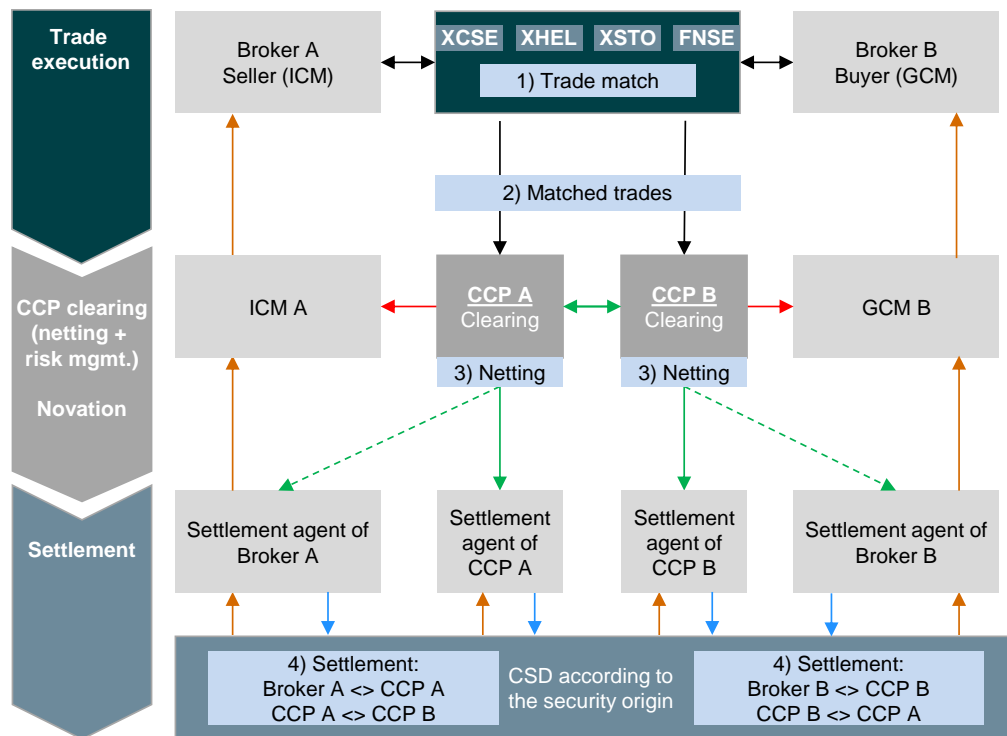 Trade
execution
Broker A
Seller (ICM)
XCSE XHEL XSTO FNSE
1) Trade match
Broker B
Buyer (GCM)
2) Matched trades
CCP clearing
(netting +
risk mgmt.)
Novation
ICM A
CCP A
Clearing
CCP B
Clearing
GCM B
3) Netting
3) Netting
Settlement
Settlement agent of
Broker A
Settlement
agent of
CCP A
Settlement
agent of
CCP B
Settlement agent of
Broker B
4) Settlement:
Broker A <> CCP A
CCP A <> CCP B
CSD according to
the security origin
4) Settlement:
Broker B <> CCP B
CCP B <> CCP A